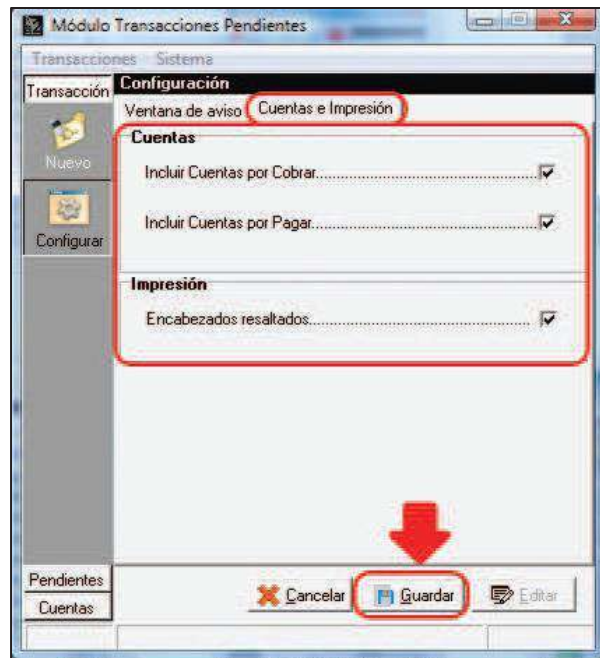 Módulo Transacciones Pendientes
Transacciones Sistema
Transacción
Configuración
Ventana de aviso Cuentas e Impresión
Cuentas
Nuevo
Incluir Cuentas por Cobrar
Configurar
Incluir Cuentas por Pagar
Impresión
Encabezados resaltados
Pendientes
Cuentas
Cancelar Guardar Editar